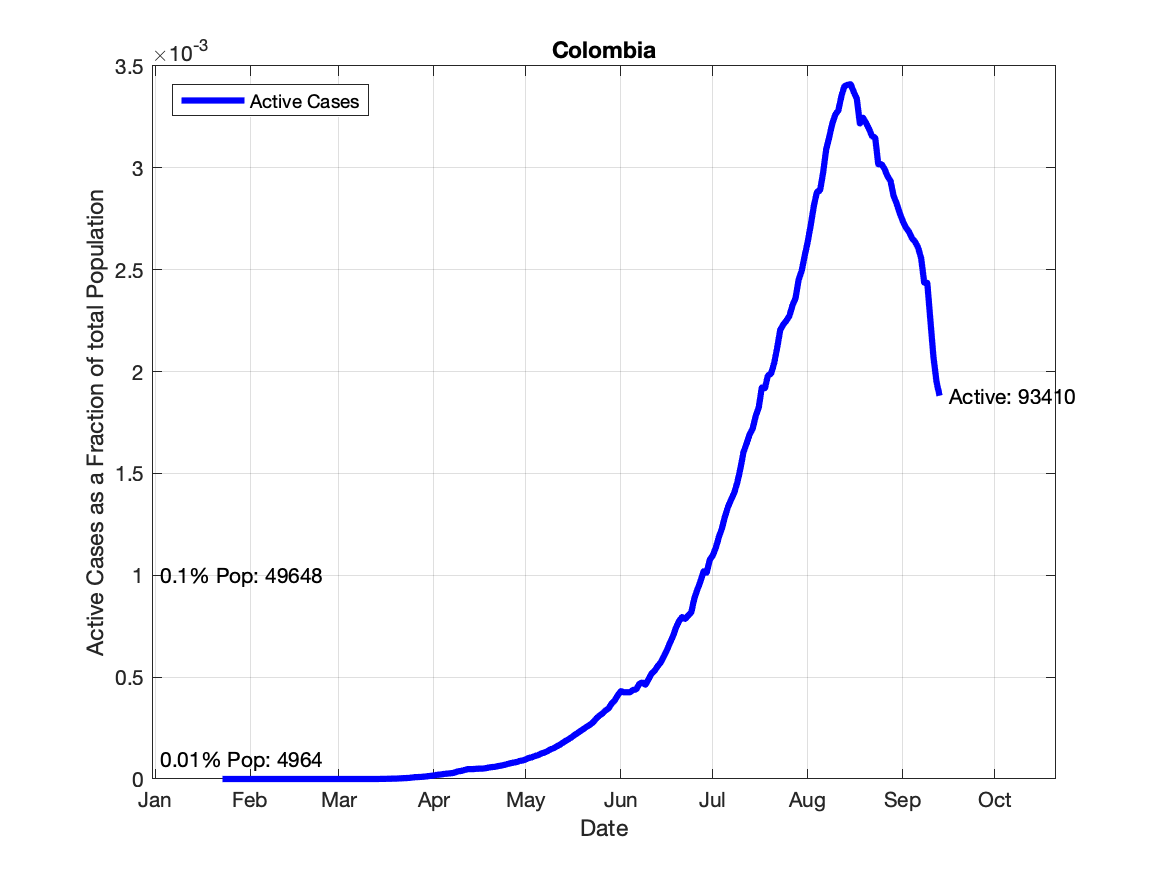 Colombia
×10-3
3.5
3
2.5
2
1.5
1
0.5
0
Active Cases as a Fraction of total Population
Active Cases
Active: 93410
0.1% Pop: 49648
0.01% Pop: 4964
Jan Feb Mar Apr May Jun Jul Aug Sep Oct
Date